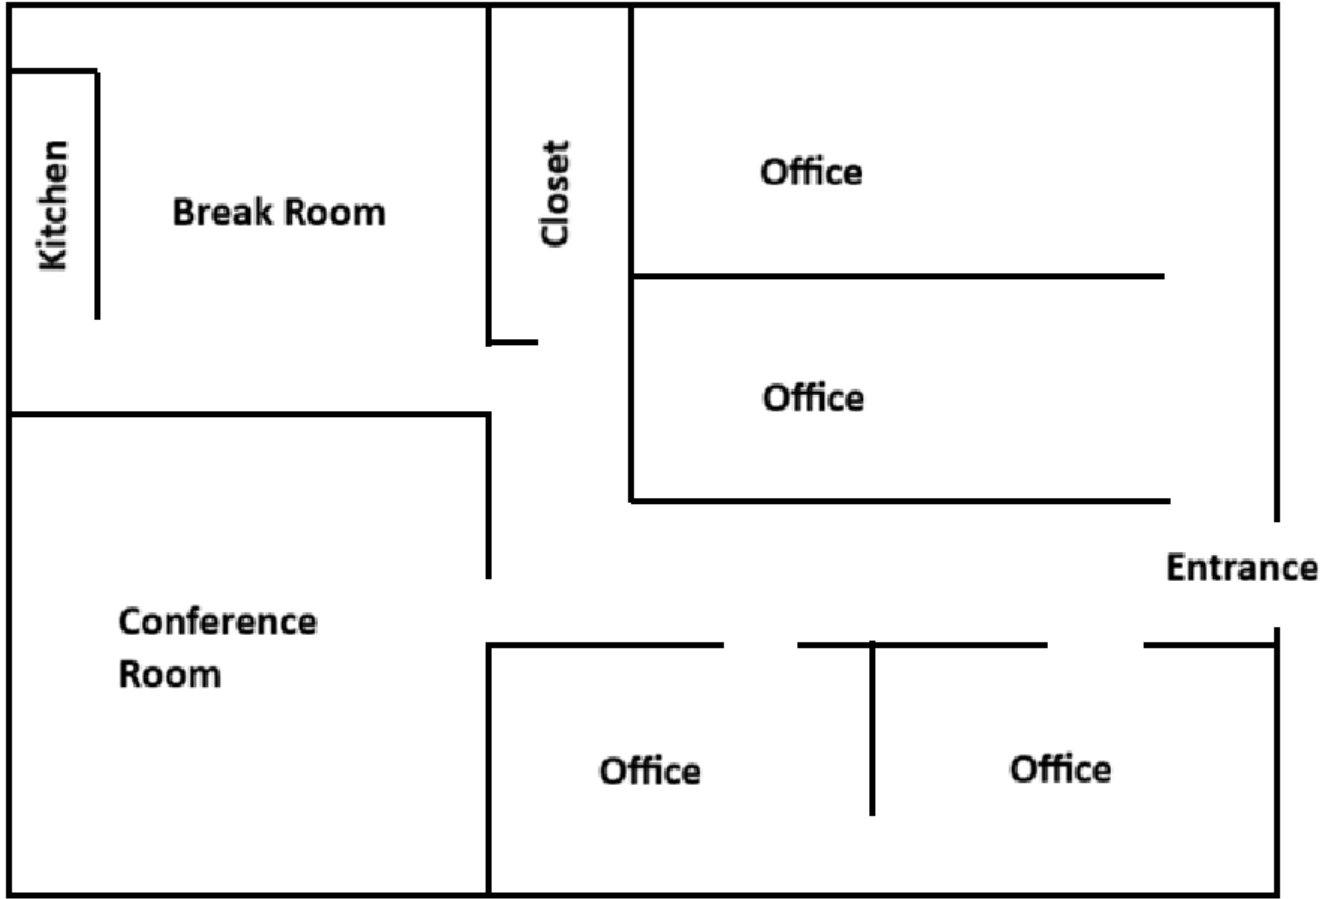 Kitchen
Break Room
Closet
Office
Office
Entrance
Conference
Room
Office
Office